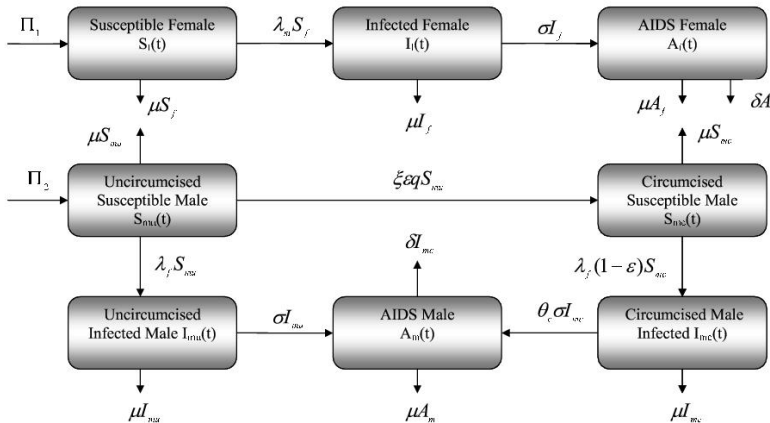 Π₁
Susceptible Female
S_f(t)
λ_m S_f
Infected Female
I_f(t)
σI_f
AIDS Female
A_f(t)
μS_f
μI_f
μA_f
δA
μS_mu
μS_mc
Π₂
Uncircumcised
Susceptible Male
S_mu(t)
ξεqS_mu
Circumcised
Susceptible Male
S_mc(t)
λ_f S_mu
δI_mc
λ_f (1−ε)S_mc
Uncircumcised
Infected Male I_mu(t)
σI_mu
AIDS Male
A_m(t)
θ_c σI_mc
Circumcised Male
Infected I_mc(t)
μI_mu
μA_m
μI_mc